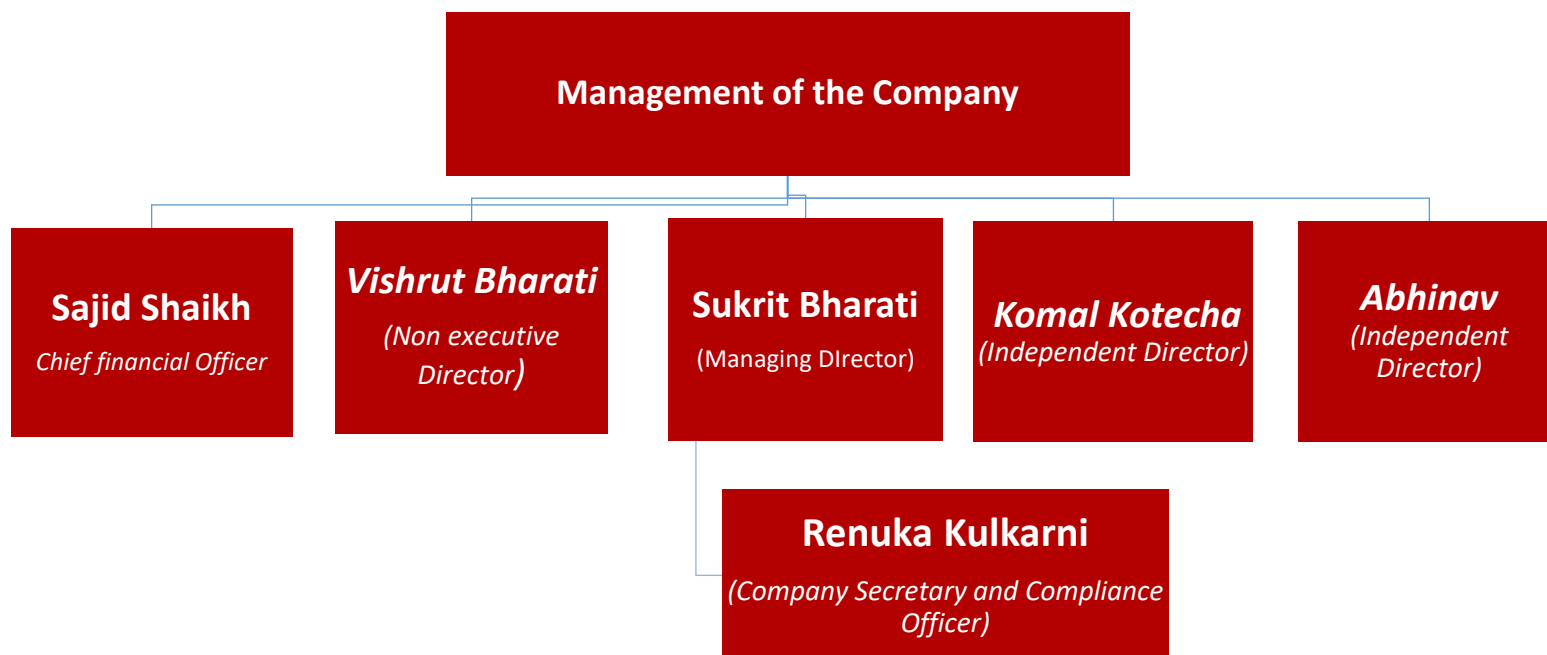 Management of the Company
Sajid Shaikh
Chief financial Officer
Vishrut Bharati
(Non executive
Director)
Sukrit Bharati
(Managing DIrector)
Komal Kotecha
(Independent Director)
Abhinav
(Independent
Director)
Renuka Kulkarni
(Company Secretary and Compliance
Officer)